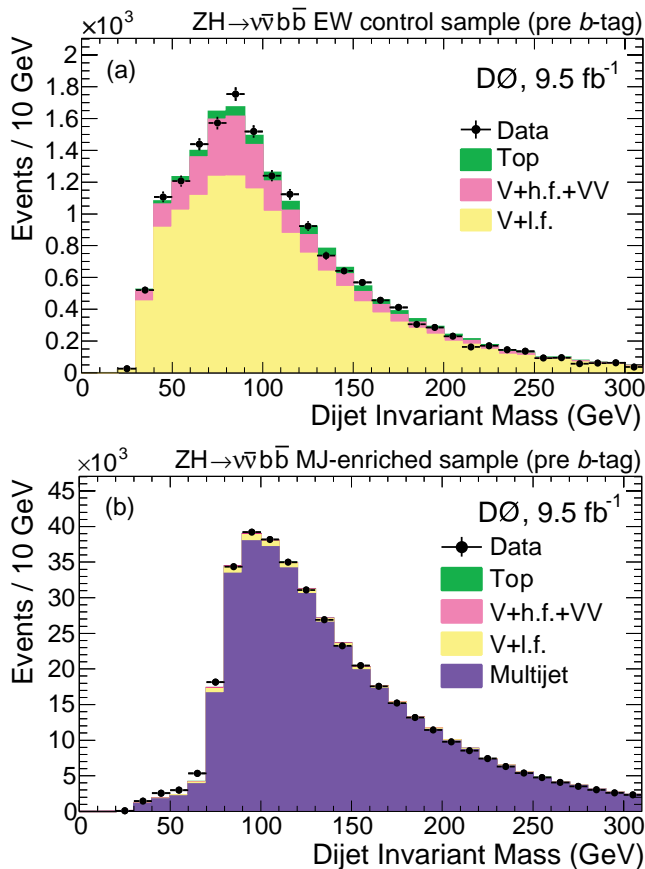 ZH→νν̅bb̅ EW control sample (pre b-tag)
×10³
(a)
DØ, 9.5 fb⁻¹
Data
Top
V+h.f.+VV
V+l.f.
Events / 10 GeV
2
1.8
1.6
1.4
1.2
1
0.8
0.6
0.4
0.2
0
0 50 100 150 200 250 300
Dijet Invariant Mass (GeV)
ZH→νν̅bb̅ MJ-enriched sample (pre b-tag)
×10³
(b)
DØ, 9.5 fb⁻¹
Data
Top
V+h.f.+VV
V+l.f.
Multijet
Events / 10 GeV
45
40
35
30
25
20
15
10
5
0
0 50 100 150 200 250 300
Dijet Invariant Mass (GeV)